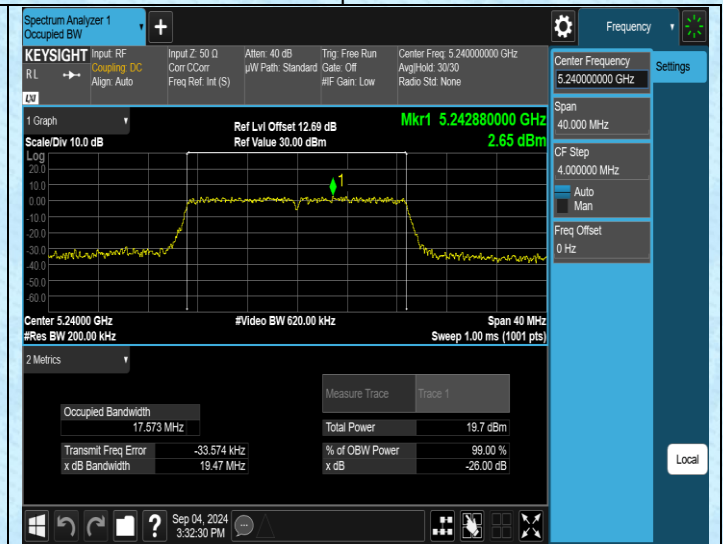 Spectrum Analyzer 1
Occupied BW
+
Frequency
KEYSIGHT
RL
LXI
Input: RF
Coupling: DC
Align: Auto
Input Z: 50 Ω
Corr CCorr
Freq Ref: Int (S)
Atten: 40 dB
µW Path: Standard
Trig: Free Run
Gate: Off
#IF Gain: Low
Center Freq: 5.240000000 GHz
Avg|Hold: 30/30
Radio Std: None
Center Frequency
5.240000000 GHz
Settings
Span
40.000 MHz
CF Step
4.000000 MHz
Auto
Man
Freq Offset
0 Hz
1 Graph
Scale/Div 10.0 dB
Ref Lvl Offset 12.69 dB
Ref Value 30.00 dBm
Mkr1 5.242880000 GHz
2.65 dBm
Log
20.0
10.0
0.00
-10.0
-20.0
-30.0
-40.0
-50.0
-60.0
1
Center 5.24000 GHz
#Res BW 200.00 kHz
#Video BW 620.00 kHz
Span 40 MHz
Sweep 1.00 ms (1001 pts)
2 Metrics
Measure Trace
Trace 1
Occupied Bandwidth
17.573 MHz
Total Power
19.7 dBm
Transmit Freq Error
-33.574 kHz
% of OBW Power
99.00 %
x dB Bandwidth
19.47 MHz
x dB
-26.00 dB
Local
?
Sep 04, 2024
3:32:30 PM